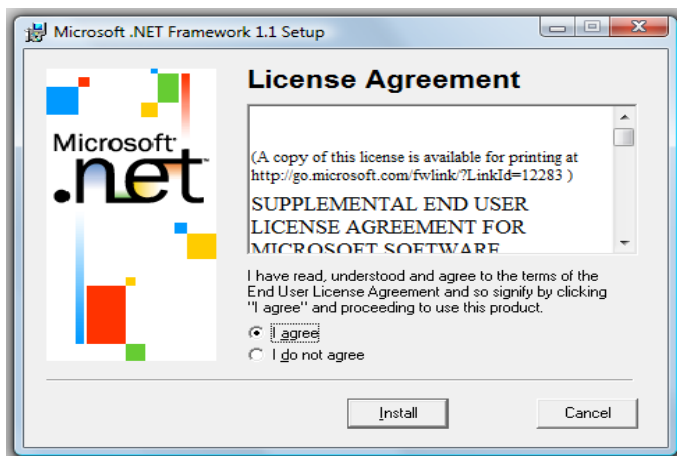 Microsoft .NET Framework 1.1 Setup
License Agreement
Microsoft
.net
(A copy of this license is available for printing at
http://go.microsoft.com/fwlink/?LinkId=12283 )
SUPPLEMENTAL END USER
LICENSE AGREEMENT FOR
MICROSOFT SOFTWARE
I have read, understood and agree to the terms of the
End User License Agreement and so signify by clicking
"I agree" and proceeding to use this product.
I agree
I do not agree
Install
Cancel